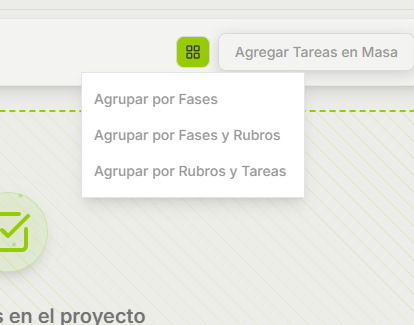 Agregar Tareas en Masa
Agrupar por Fases
Agrupar por Fases y Rubros
Agrupar por Rubros y Tareas
en el proyecto